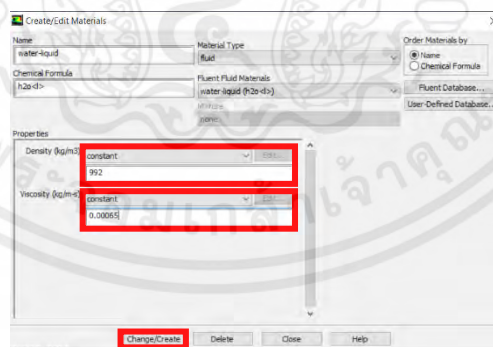 Create/Edit Materials
Name
water-liquid
Material Type
fluid
Order Materials by
Name
Chemical Formula
Chemical Formula
h2o<l>
Fluent Fluid Materials
water-liquid (h2o<l>)
Mixture
none
Fluent Database...
User-Defined Database...
Properties
Density (kg/m3)
constant
Edit...
992
Viscosity (kg/m-s)
constant
Edit...
0.00065
Change/Create
Delete
Close
Help